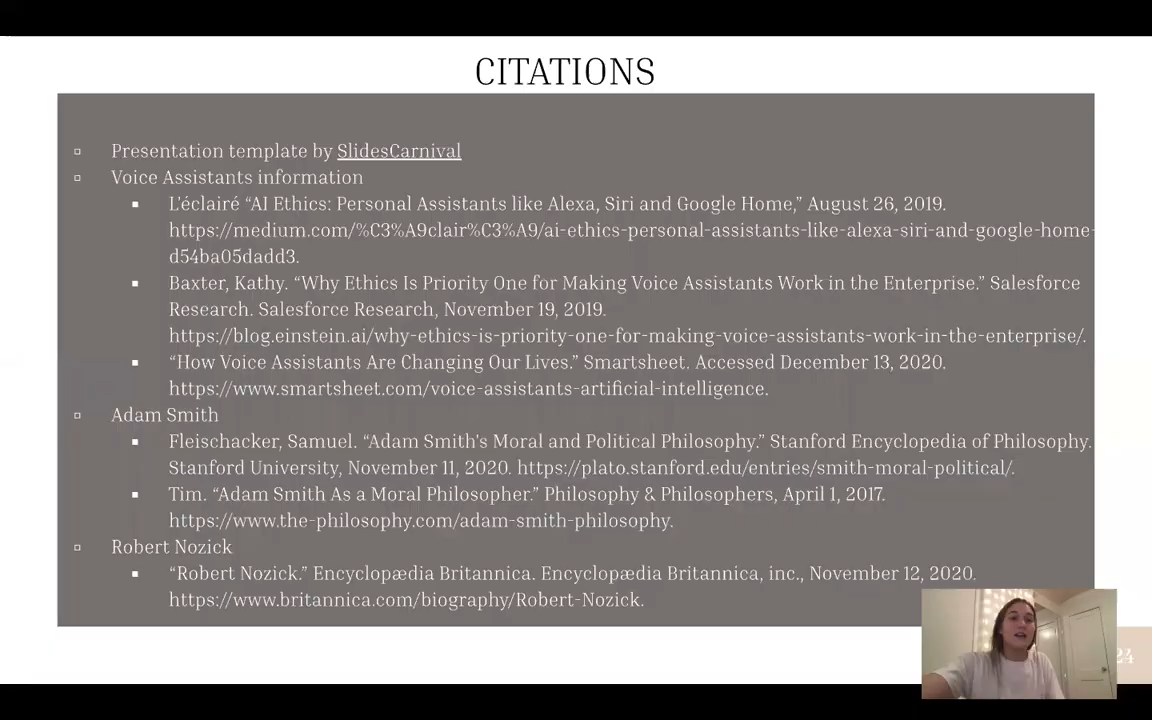 CITATIONS
Presentation template by SlidesCarnival
Voice Assistants information
L'éclairé “AI Ethics: Personal Assistants like Alexa, Siri and Google Home,” August 26, 2019.
https://medium.com/%C3%A9clair%C3%A9/ai-ethics-personal-assistants-like-alexa-siri-and-google-home-
d54ba05dadd3.
Baxter, Kathy. “Why Ethics Is Priority One for Making Voice Assistants Work in the Enterprise.” Salesforce
Research. Salesforce Research, November 19, 2019.
https://blog.einstein.ai/why-ethics-is-priority-one-for-making-voice-assistants-work-in-the-enterprise/.
“How Voice Assistants Are Changing Our Lives.” Smartsheet. Accessed December 13, 2020.
https://www.smartsheet.com/voice-assistants-artificial-intelligence.
Adam Smith
Fleischacker, Samuel. “Adam Smith's Moral and Political Philosophy.” Stanford Encyclopedia of Philosophy.
Stanford University, November 11, 2020. https://plato.stanford.edu/entries/smith-moral-political/.
Tim. “Adam Smith As a Moral Philosopher.” Philosophy & Philosophers, April 1, 2017.
https://www.the-philosophy.com/adam-smith-philosophy.
Robert Nozick
“Robert Nozick.” Encyclopædia Britannica. Encyclopædia Britannica, inc., November 12, 2020.
https://www.britannica.com/biography/Robert-Nozick.
24